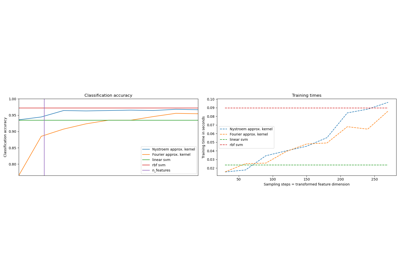 Classification accuracy
1.00
0.95
0.90
0.85
0.80
Classification accuracy
Nystroem approx. kernel
Fourier approx. kernel
linear svm
rbf svm
n_features
Training times
0.10
0.09
0.08
0.07
0.06
0.05
0.04
0.03
0.02
Training time in seconds
Nystroem approx. kernel
Fourier approx. kernel
linear svm
rbf svm
50
100
150
200
250
Sampling steps = transformed feature dimension